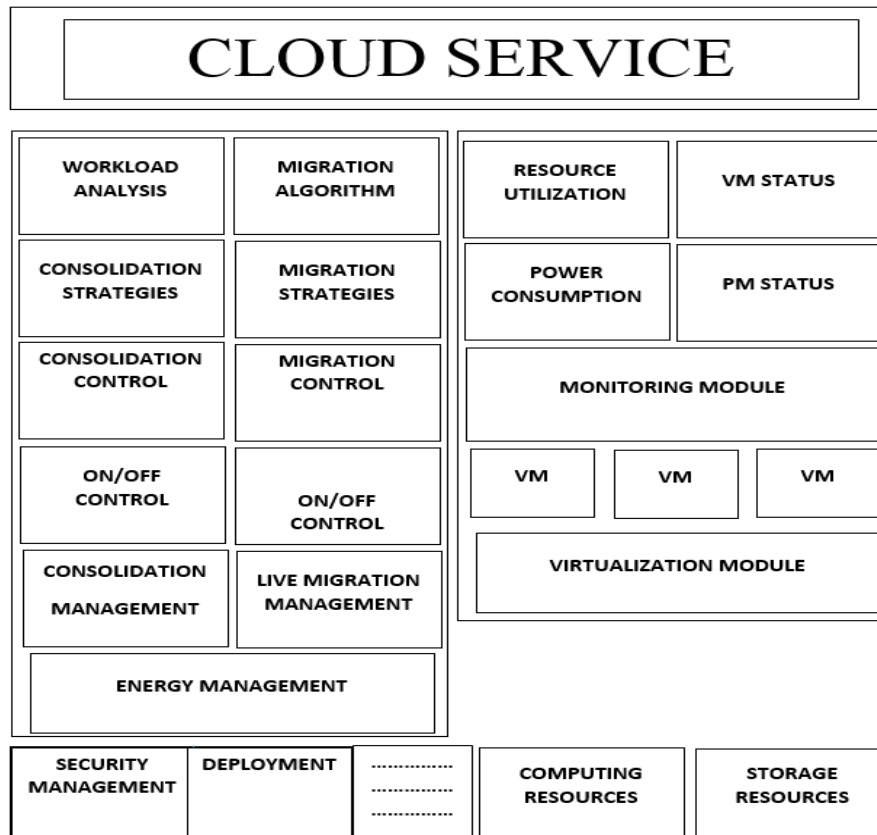 CLOUD SERVICE
WORKLOAD
ANALYSIS
MIGRATION
ALGORITHM
CONSOLIDATION
STRATEGIES
MIGRATION
STRATEGIES
CONSOLIDATION
CONTROL
MIGRATION
CONTROL
ON/OFF
CONTROL
ON/OFF
CONTROL
CONSOLIDATION
MANAGEMENT
LIVE MIGRATION
MANAGEMENT
ENERGY MANAGEMENT
RESOURCE
UTILIZATION
VM STATUS
POWER
CONSUMPTION
PM STATUS
MONITORING MODULE
VM
VM
VM
VIRTUALIZATION MODULE
SECURITY
MANAGEMENT
DEPLOYMENT
...............
...............
...............
COMPUTING
RESOURCES
STORAGE
RESOURCES